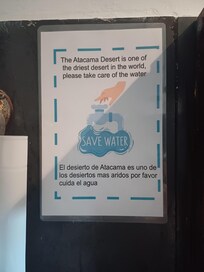 The Atacama Desert is one of
the driest desert in the world,
please take care of the water
SAVE WATER
El desierto de Atacama es uno de
los desiertos mas aridos por favor
cuida el agua